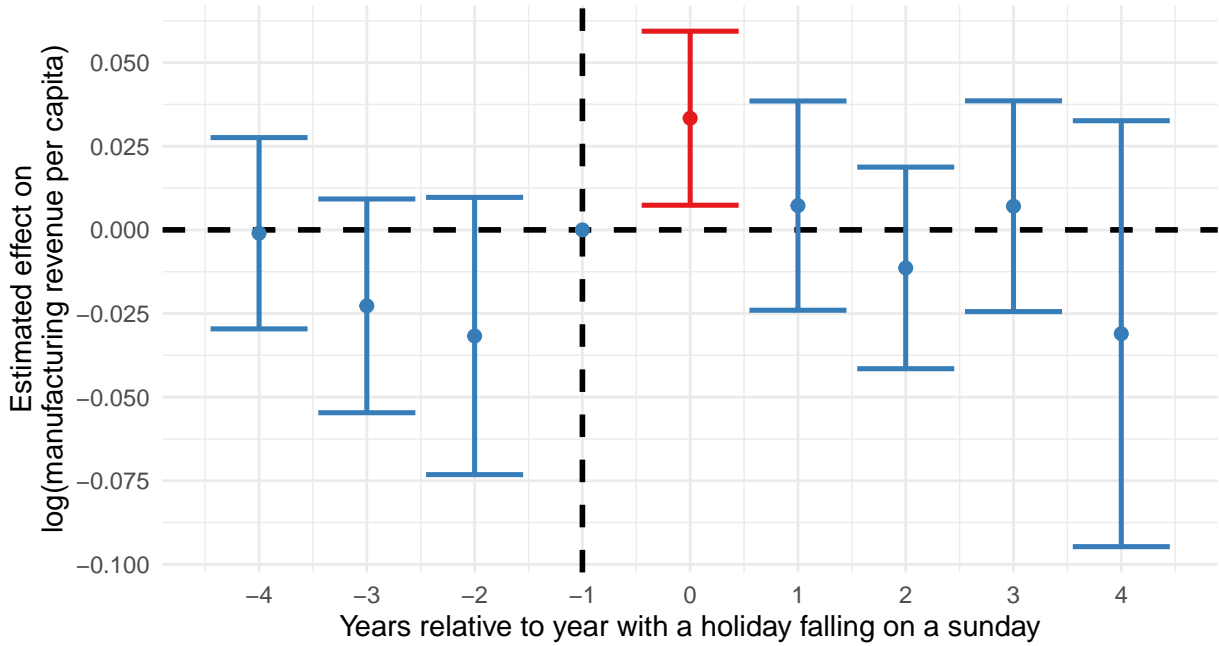 Estimated effect on
log(manufacturing revenue per capita)
0.050
0.025
0.000
−0.025
−0.050
−0.075
−0.100
−4 −3 −2 −1 0 1 2 3 4
Years relative to year with a holiday falling on a sunday